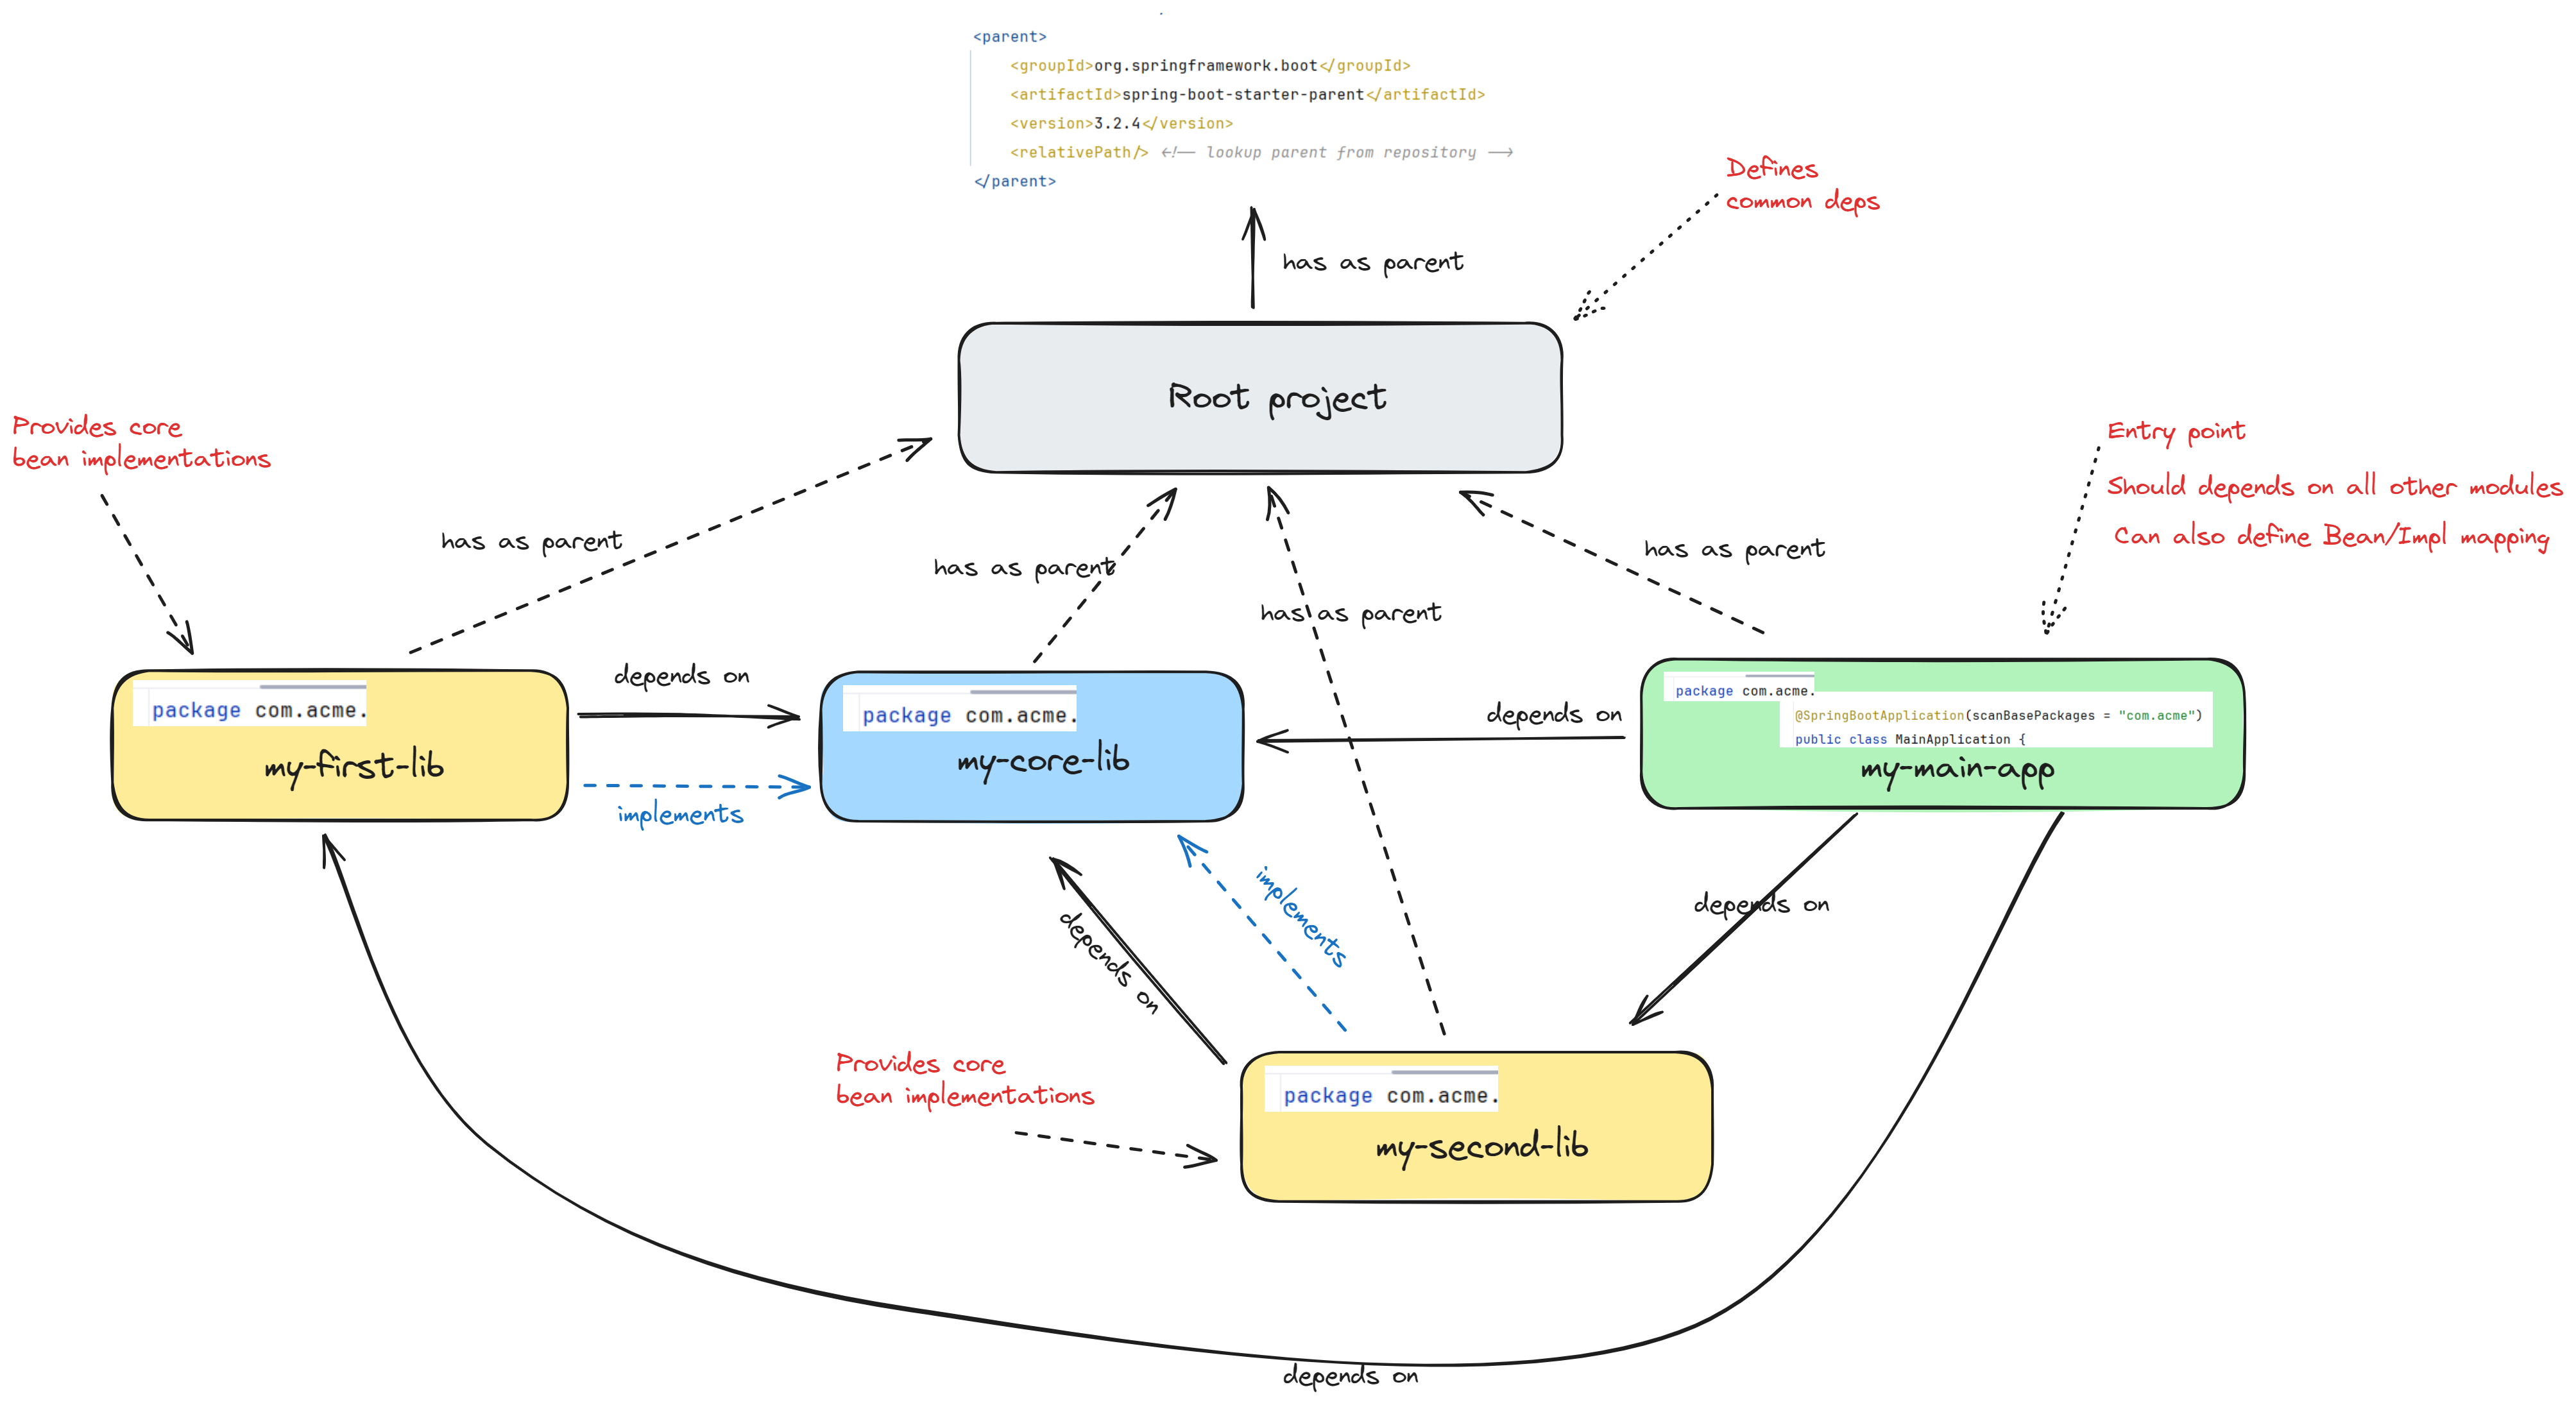 <parent>
<groupId>org.springframework.boot</groupId>
<artifactId>spring-boot-starter-parent</artifactId>
<version>3.2.4</version>
<relativePath/> <!-- lookup parent from repository -->
</parent>
Defines
common deps
has as parent
Root project
Provides core
bean implementations
Entry point
Should depends on all other modules
Can also define Bean/Impl mapping
has as parent
has as parent
has as parent
has as parent
package com.acme.
my-first-lib
depends on
implements
package com.acme.
my-core-lib
depends on
package com.acme.
@SpringBootApplication(scanBasePackages = "com.acme")
public class MainApplication {
my-main-app
depends on
implements
depends on
Provides core
bean implementations
package com.acme.
my-second-lib
depends on